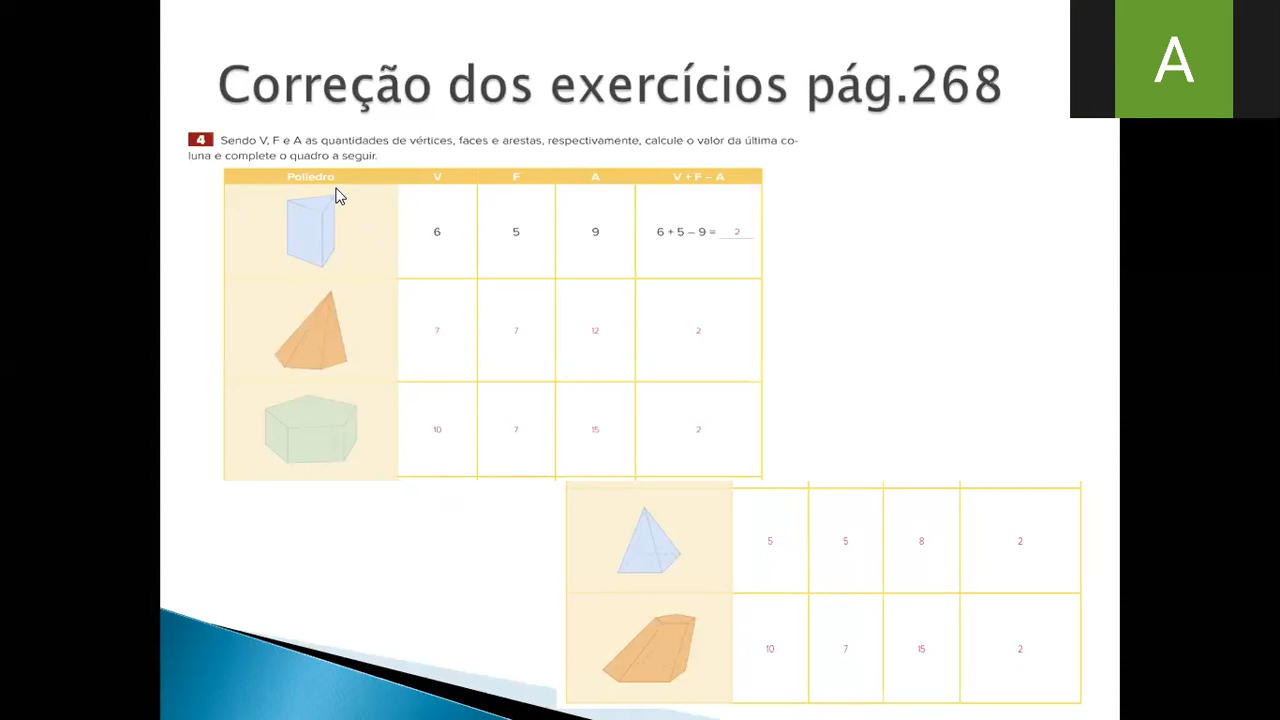 A
Correção dos exercícios pág.268
4 Sendo V, F e A as quantidades de vértices, faces e arestas, respectivamente, calcule o valor da última co-
luna e complete o quadro a seguir.
Poliedro V F A V + F – A
6 5 9 6 + 5 – 9 = 2
7 7 12 2
10 7 15 2
5 5 8 2
10 7 15 2